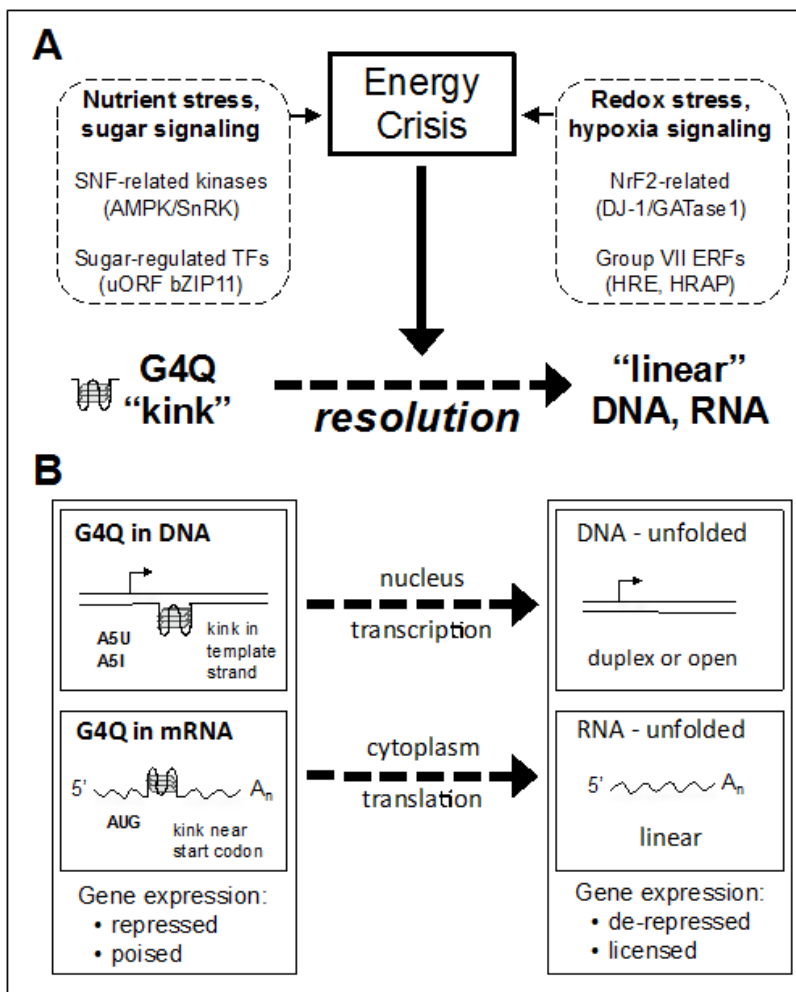 A
Nutrient stress,
sugar signaling
SNF-related kinases
(AMPK/SnRK)
Sugar-regulated TFs
(uORF bZIP11)
Energy
Crisis
Redox stress,
hypoxia signaling
NrF2-related
(DJ-1/GATase1)
Group VII ERFs
(HRE, HRAP)
G4Q
“kink”
resolution
“linear”
DNA, RNA
B
G4Q in DNA
A5U
A5I
kink in
template
strand
nucleus
transcription
DNA - unfolded
duplex or open
G4Q in mRNA
5’ An
AUG
kink near
start codon
cytoplasm
translation
RNA - unfolded
5’ An
linear
Gene expression:
• repressed
• poised
Gene expression:
• de-repressed
• licensed